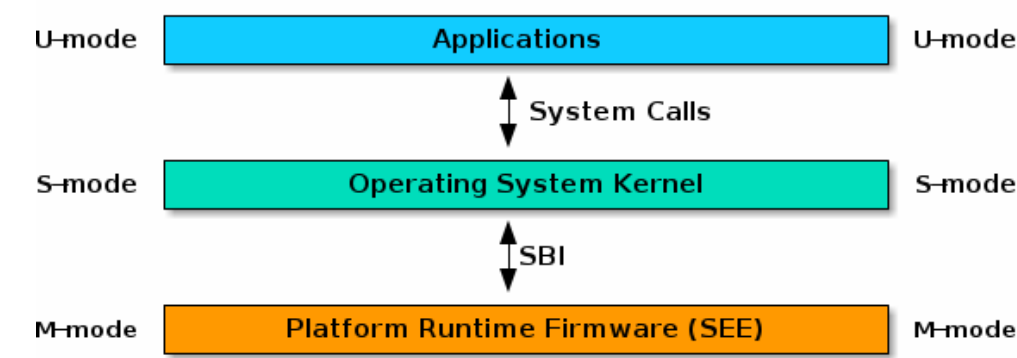 U-mode Applications U-mode
System Calls
S-mode Operating System Kernel S-mode
SBI
M-mode Platform Runtime Firmware (SEE) M-mode